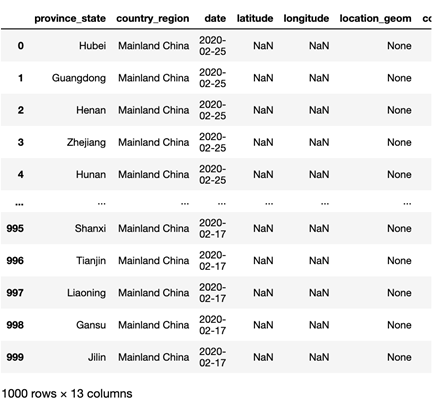 province_state country_region date latitude longitude location_geom cc
0 Hubei Mainland China 2020-02-25 NaN NaN None
1 Guangdong Mainland China 2020-02-25 NaN NaN None
2 Henan Mainland China 2020-02-25 NaN NaN None
3 Zhejiang Mainland China 2020-02-25 NaN NaN None
4 Hunan Mainland China 2020-02-25 NaN NaN None
... ... ... ... ... ... ...
995 Shanxi Mainland China 2020-02-17 NaN NaN None
996 Tianjin Mainland China 2020-02-17 NaN NaN None
997 Liaoning Mainland China 2020-02-17 NaN NaN None
998 Gansu Mainland China 2020-02-17 NaN NaN None
999 Jilin Mainland China 2020-02-17 NaN NaN None
1000 rows × 13 columns